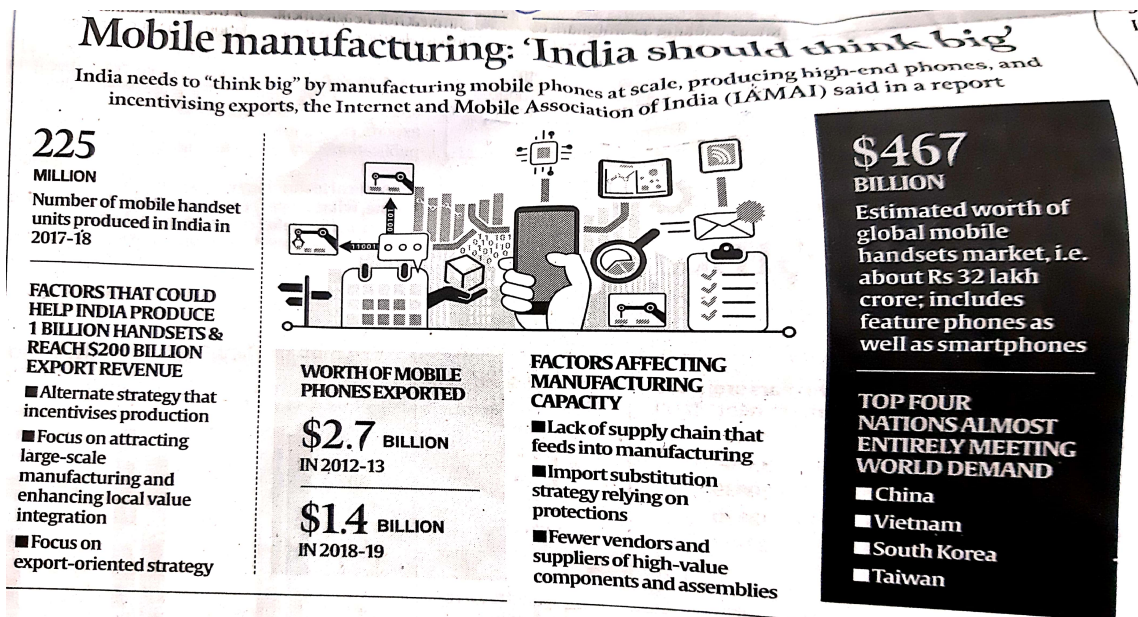 Mobile manufacturing: ‘India should think big’
India needs to “think big” by manufacturing mobile phones at scale, producing high-end phones, and
incentivising exports, the Internet and Mobile Association of India (IAMAI) said in a report
225
MILLION
Number of mobile handset
units produced in India in
2017-18
FACTORS THAT COULD
HELP INDIA PRODUCE
1 BILLION HANDSETS &
REACH $200 BILLION
EXPORT REVENUE
■ Alternate strategy that
incentivises production
■ Focus on attracting
large-scale
manufacturing and
enhancing local value
integration
■ Focus on
export-oriented strategy
WORTH OF MOBILE
PHONES EXPORTED
$2.7 BILLION
IN 2012-13
$1.4 BILLION
IN 2018-19
FACTORS AFFECTING
MANUFACTURING
CAPACITY
■ Lack of supply chain that
feeds into manufacturing
■ Import substitution
strategy relying on
protections
■ Fewer vendors and
suppliers of high-value
components and assemblies
$467
BILLION
Estimated worth of
global mobile
handsets market, i.e.
about Rs 32 lakh
crore; includes
feature phones as
well as smartphones
TOP FOUR
NATIONS ALMOST
ENTIRELY MEETING
WORLD DEMAND
■ China
■ Vietnam
■ South Korea
■ Taiwan